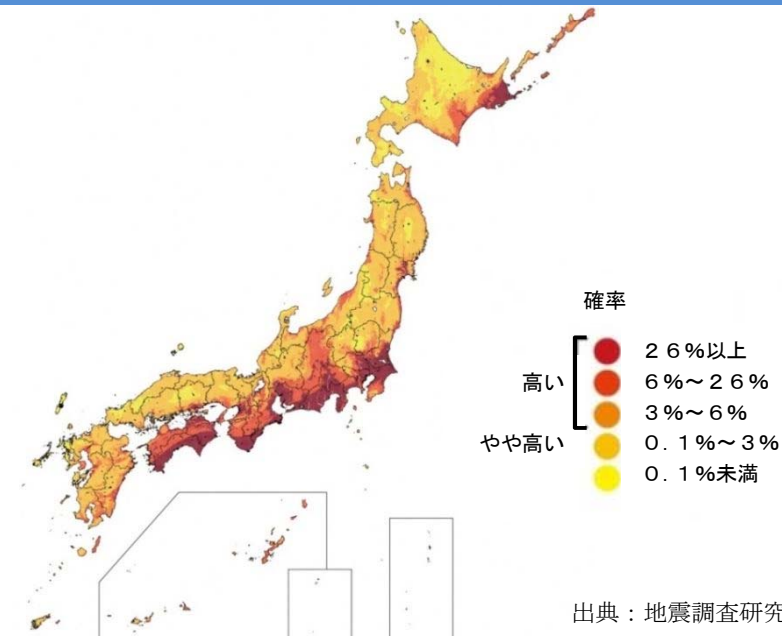 確率
高い
２６％以上
６％～２６％
３％～６％
やや高い
０．１％～３％
０．１％未満
出典：地震調査研究